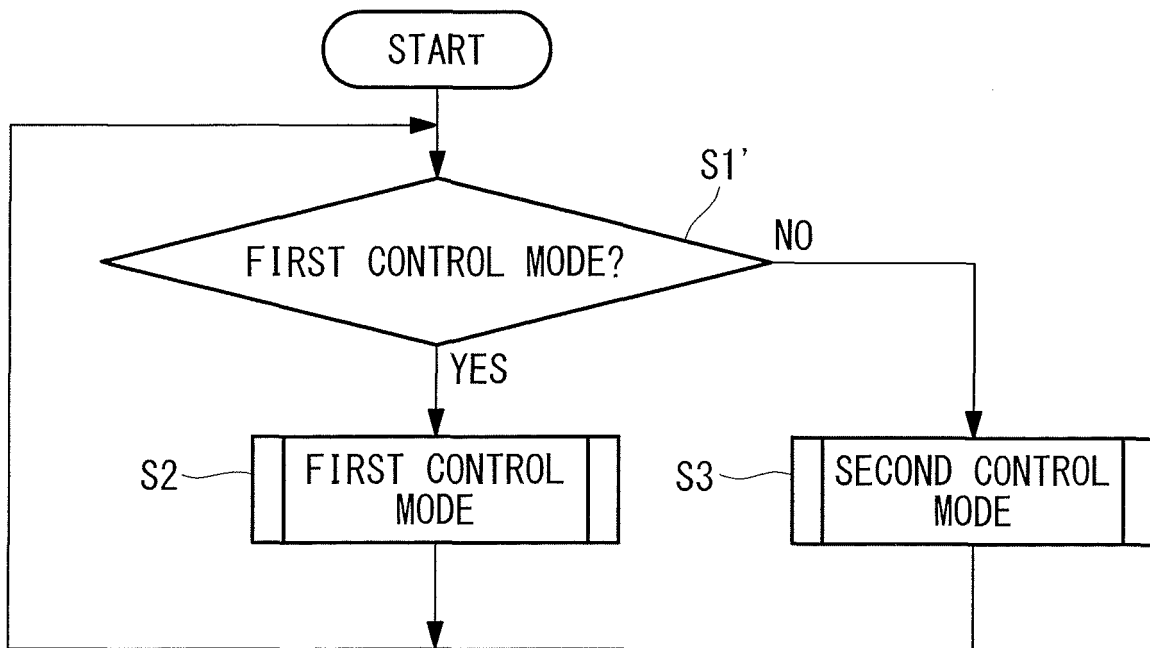 START
S1'
FIRST CONTROL MODE?
NO
YES
S2
FIRST CONTROL
MODE
S3
SECOND CONTROL
MODE